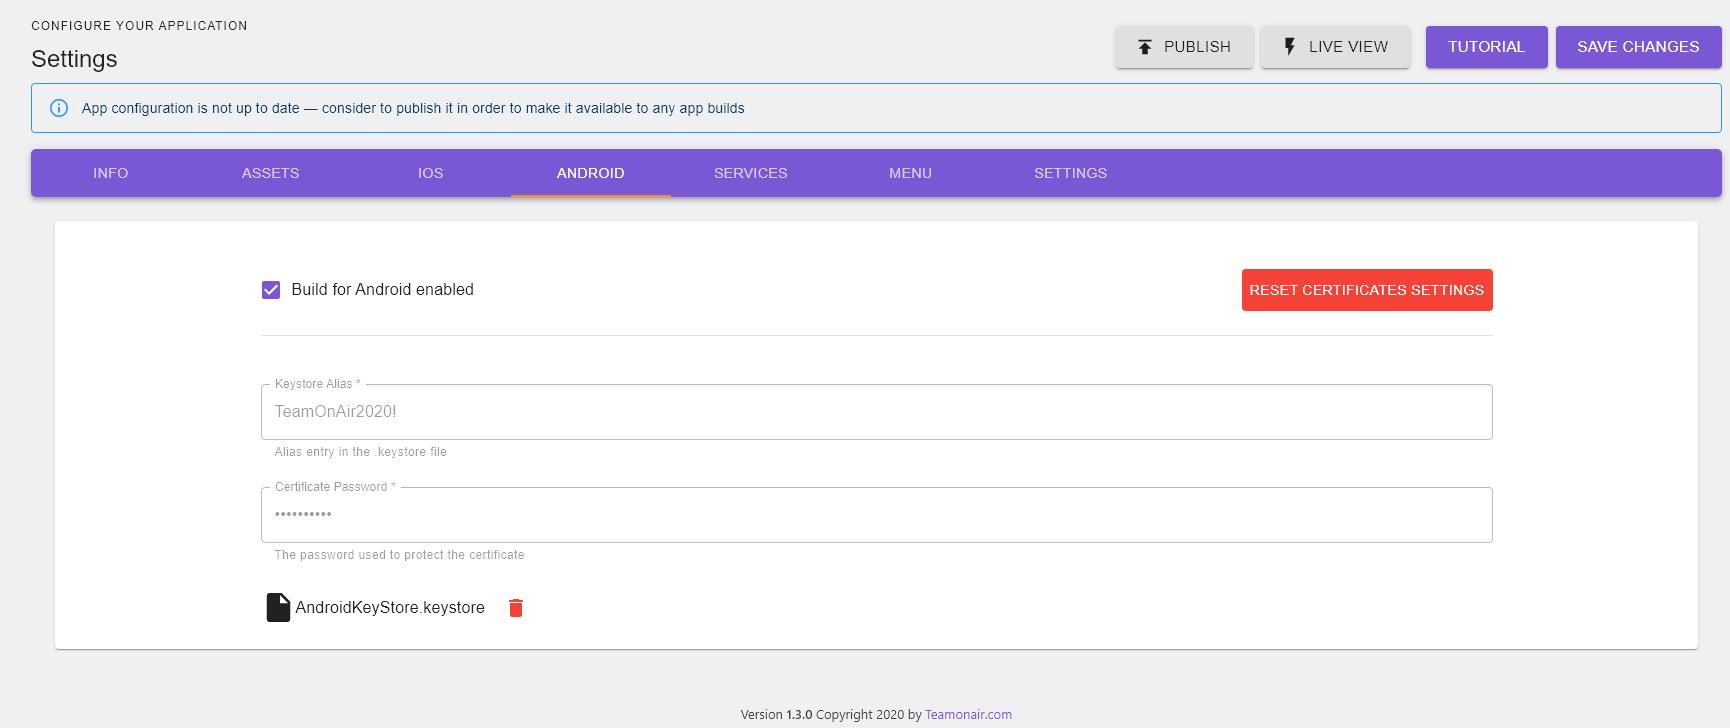 CONFIGURE YOUR APPLICATION
Settings
PUBLISH
LIVE VIEW
TUTORIAL
SAVE CHANGES
App configuration is not up to date — consider to publish it in order to make it available to any app builds
INFO
ASSETS
IOS
ANDROID
SERVICES
MENU
SETTINGS
Build for Android enabled
RESET CERTIFICATES SETTINGS
Keystore Alias *
TeamOnAir2020!
Alias entry in the .keystore file
Certificate Password *
••••••••••
The password used to protect the certificate
AndroidKeyStore.keystore
Version 1.3.0 Copyright 2020 by Teamonair.com